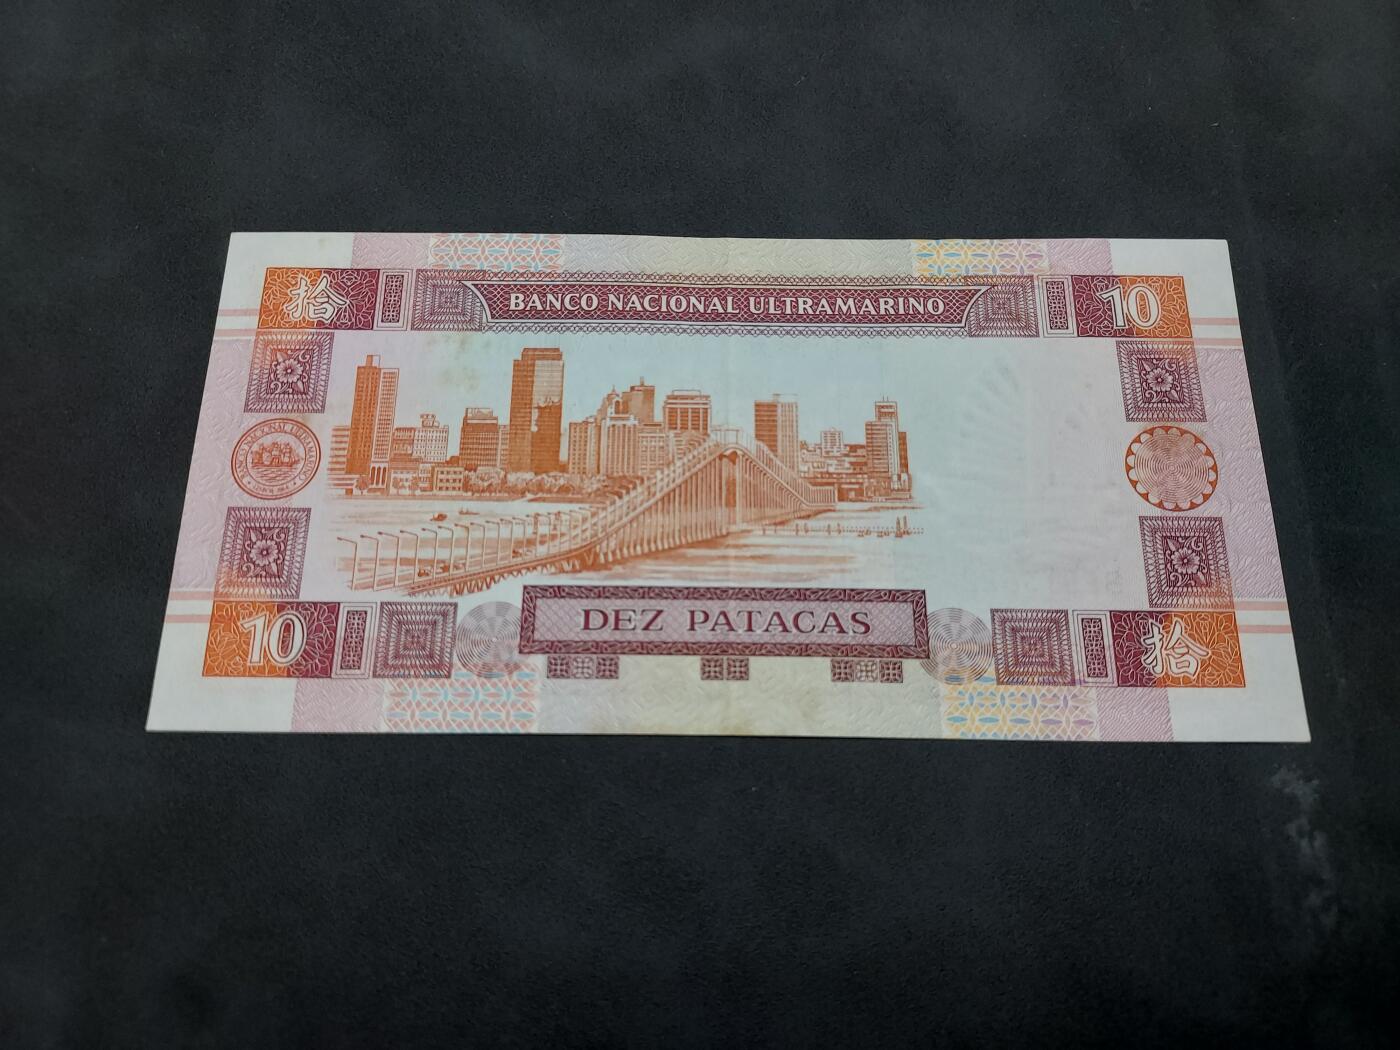 拾
BANCO NACIONAL ULTRAMARINO
10
DEZ PATACAS
10
拾